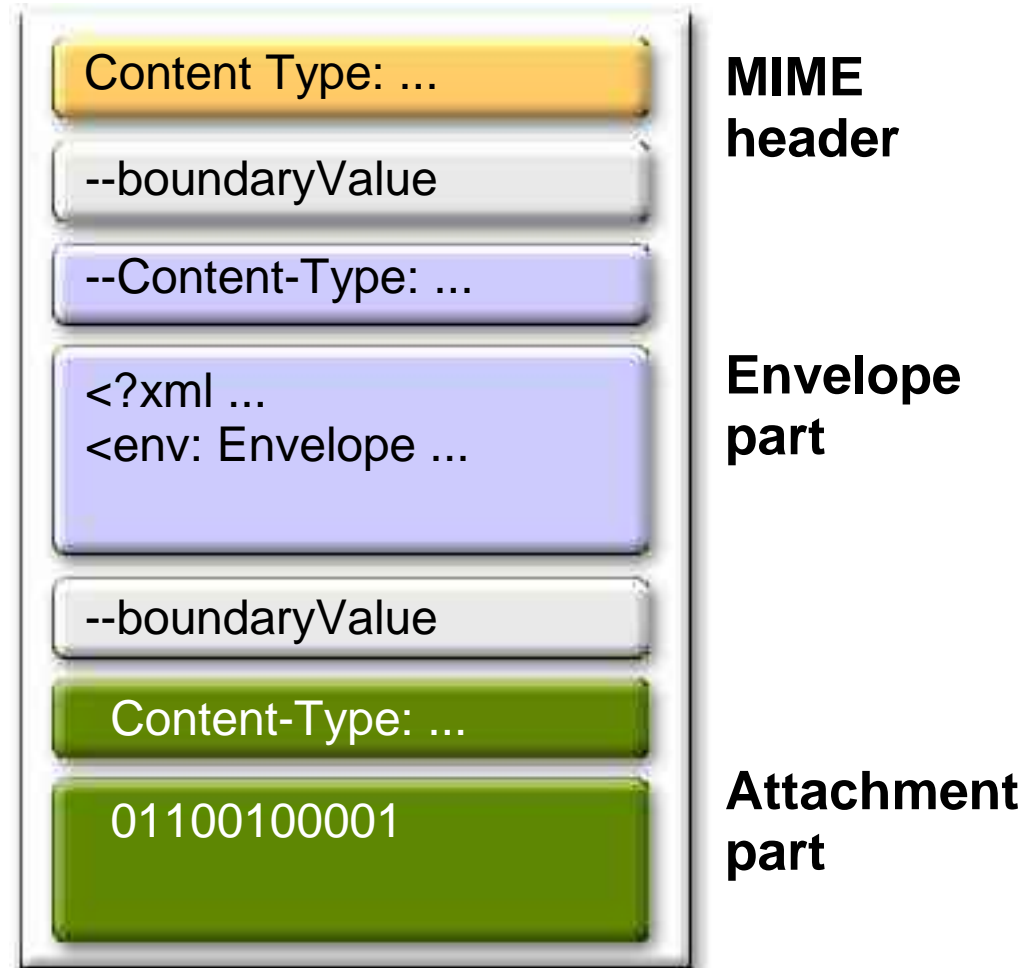 Content Type: ...
MIME
header
--boundaryValue
--Content-Type: ...
<?xml ...
<env: Envelope ...
Envelope
part
--boundaryValue
Content-Type: ...
01100100001
Attachment
part